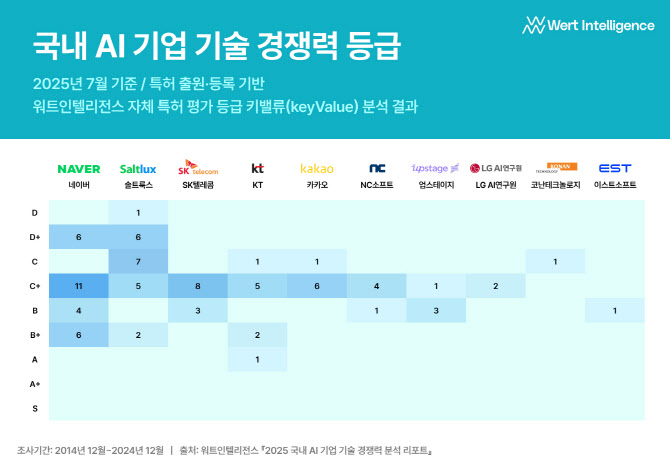 Wert Intelligence
국내 AI 기업 기술 경쟁력 등급
2025년 7월 기준 / 특허 출원·등록 기반
워트인텔리전스 자체 특허 평가 등급 키밸류(keyValue) 분석 결과
NAVER Saltlux SK telecom kt kakao nc upstage LG AI연구원 KONAN TECHNOLOGY EST
네이버 솔트룩스 SK텔레콤 KT 카카오 NC소프트 업스테이지 LG AI연구원 코난테크놀로지 이스트소프트
D 1
D+ 6 6
C 7 1 1 1
C+ 11 5 8 5 6 4 1 2
B 4 3 1 3 1
B+ 6 2 2
A 1
A+
S
조사기간: 2014년 12월~2024년 12월 | 출처: 워트인텔리전스 『2025 국내 AI 기업 기술 경쟁력 분석 리포트』